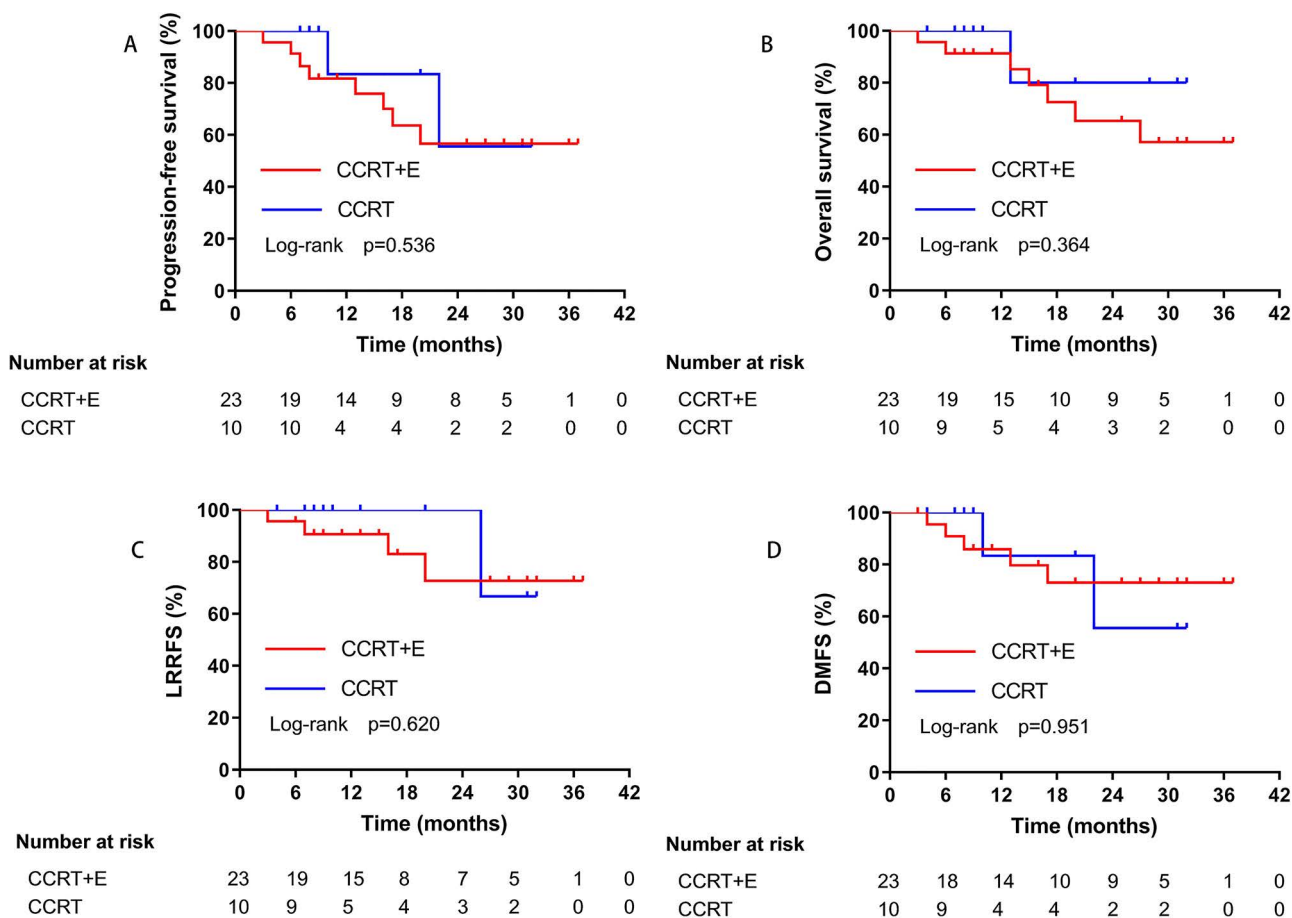 A
Progression-free survival (%)
100
80
60
40
20
0
CCRT+E
CCRT
Log-rank p=0.536
0 6 12 18 24 30 36 42
Time (months)
Number at risk
CCRT+E 23 19 14 9 8 5 1 0
CCRT 10 10 4 4 2 2 0 0
B
Overall survival (%)
100
80
60
40
20
0
CCRT+E
CCRT
Log-rank p=0.364
0 6 12 18 24 30 36 42
Time (months)
Number at risk
CCRT+E 23 19 15 10 9 5 1 0
CCRT 10 9 5 4 3 2 0 0
C
LRRFS (%)
100
80
60
40
20
0
CCRT+E
CCRT
Log-rank p=0.620
0 6 12 18 24 30 36 42
Time (months)
Number at risk
CCRT+E 23 19 15 8 7 5 1 0
CCRT 10 9 5 4 3 2 0 0
D
DMFS (%)
100
80
60
40
20
0
CCRT+E
CCRT
Log-rank p=0.951
0 6 12 18 24 30 36 42
Time (months)
Number at risk
CCRT+E 23 18 14 10 9 5 1 0
CCRT 10 9 4 4 2 2 0 0